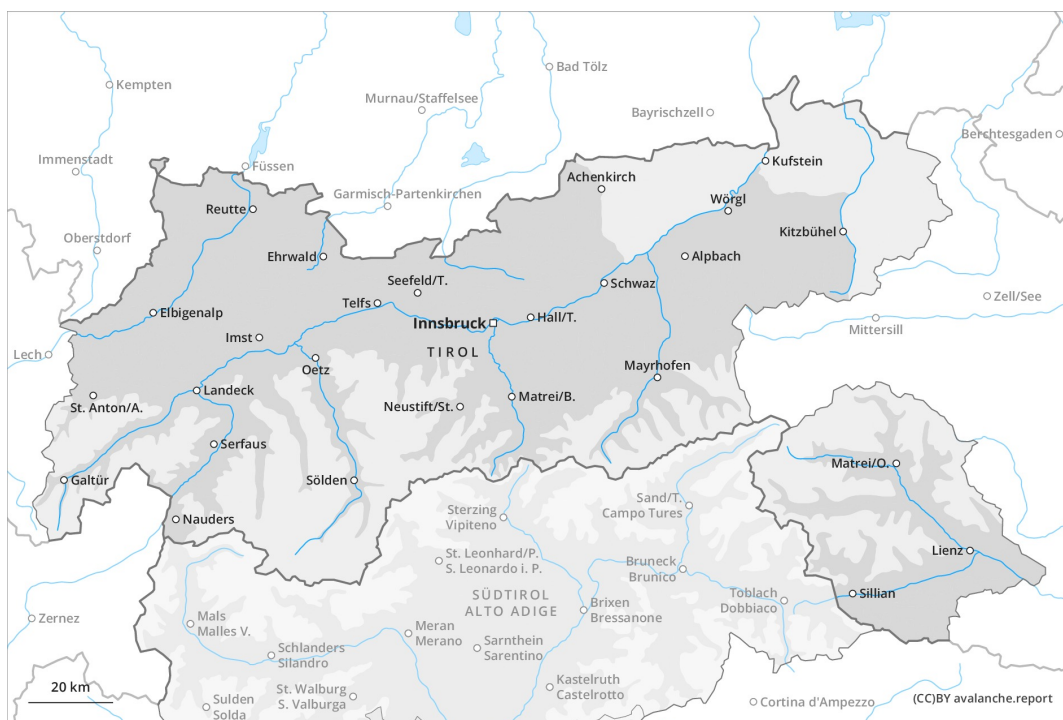 Kempten
Bad Tölz
Murnau/Staffelsee
Bayrischzell
Berchtesgaden
Immenstadt
Füssen
Kufstein
Achenkirch
Garmisch-Partenkirchen
Reutte
Wörgl
Oberstdorf
Kitzbühel
Ehrwald
Alpbach
Seefeld/T.
Schwaz
Zell/See
Telfs
Elbigenalp
Innsbruck
Hall/T.
Mittersill
Imst
Lech
TIROL
Oetz
Mayrhofen
Landeck
St. Anton/A.
Neustift/St.
Matrei/B.
Serfaus
Matrei/O.
Galtür
Sölden
Sand/T.
Campo Tures
Nauders
Sterzing
Vipiteno
Lienz
St. Leonhard/P.
S. Leonardo i. P.
Bruneck
Brunico
SÜDTIROL
ALTO ADIGE
Sillian
Toblach
Dobbiaco
Brixen
Bressanone
Zernez
Mals
Malles V.
Meran
Merano
Sarnthein
Sarentino
Schlanders
Silandro
20 km
St. Walburg
S. Valburga
Kastelruth
Castelrotto
Sulden
Solda
Cortina d'Ampezzo
(CC)BY avalanche.report